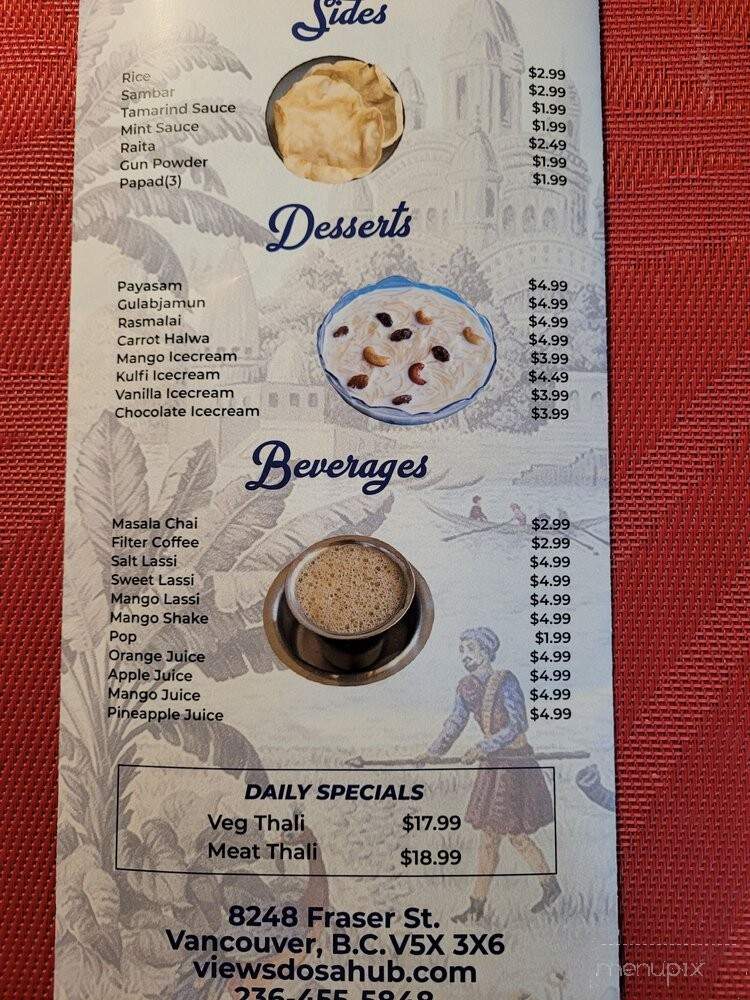 Sides
Rice $2.99
Sambar $2.99
Tamarind Sauce $1.99
Mint Sauce $1.99
Raita $2.49
Gun Powder $1.99
Papad(3) $1.99
Desserts
Payasam $4.99
Gulabjamun $4.99
Rasmalai $4.99
Carrot Halwa $4.99
Mango Icecream $3.99
Kulfi Icecream $4.49
Vanilla Icecream $3.99
Chocolate Icecream $3.99
Beverages
Masala Chai $2.99
Filter Coffee $2.99
Salt Lassi $4.99
Sweet Lassi $4.99
Mango Lassi $4.99
Mango Shake $4.99
Pop $1.99
Orange Juice $4.99
Apple Juice $4.99
Mango Juice $4.99
Pineapple Juice $4.99
DAILY SPECIALS
Veg Thali $17.99
Meat Thali $18.99
8248 Fraser St.
Vancouver, B.C. V5X 3X6
viewsdosahub.com
236-455-5848
menupix